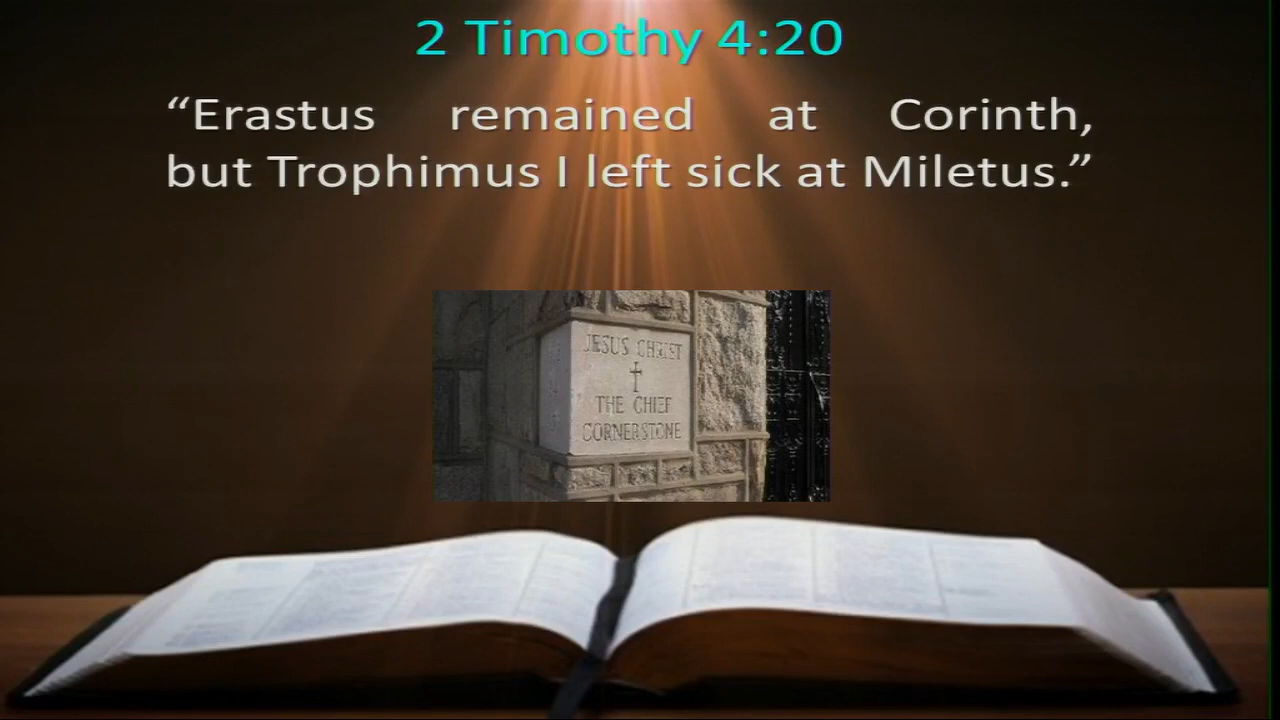 2 Timothy 4:20
“Erastus remained at Corinth,
but Trophimus I left sick at Miletus.”
JESUS CHRIST
THE CHIEF
CORNERSTONE